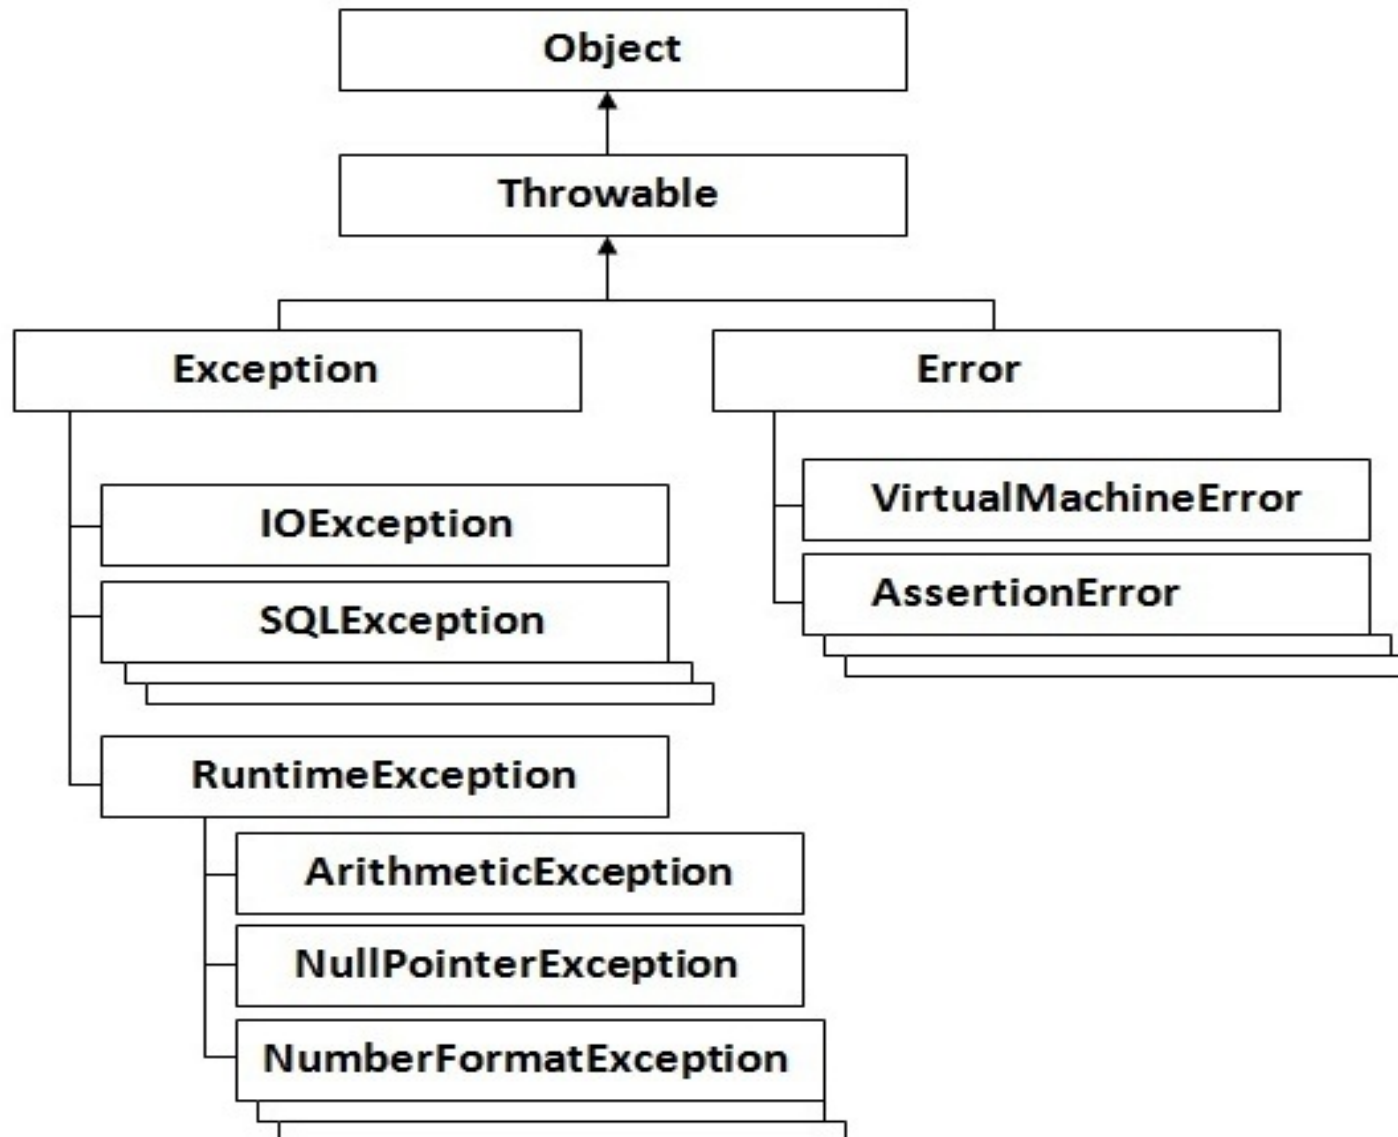 Object
Throwable
Exception
Error
IOException
SQLException
RuntimeException
ArithmeticException
NullPointerException
NumberFormatException
VirtualMachineError
AssertionError